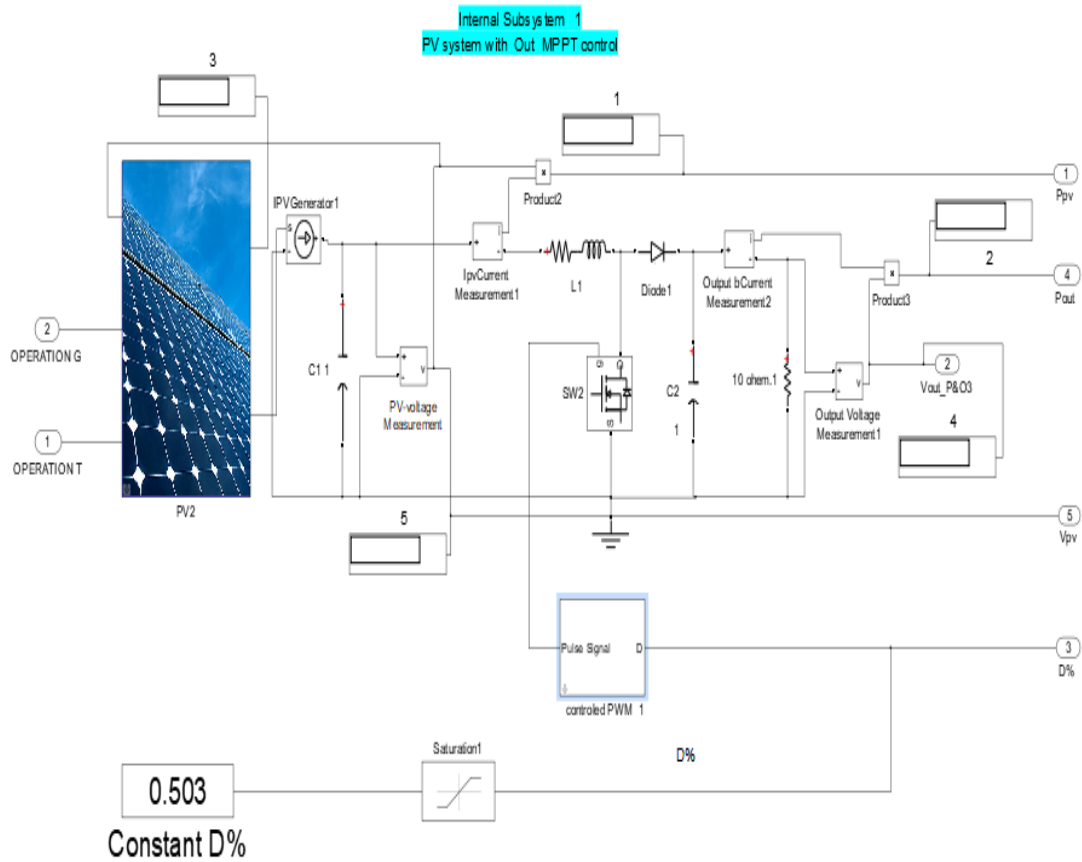 Internal Subsystem 1
PV system with Out MPPT control
3
1
IPVGenerator1
Product2
1
Ppv
IpvCurrent
Measurement1
L1
Diode1
Output bCurrent
Measurement2
Product3
2
4
Pout
2
OPERATION G
C1 1
PV-voltage
Measurement
SW2
C2
1
10 ohem.1
Output Voltage
Measurement1
2
Vout_P&O3
4
1
OPERATION T
PV2
5
5
Vpv
Pulse Signal
D
controled PWM 1
3
D%
Saturation1
D%
0.503
Constant D%